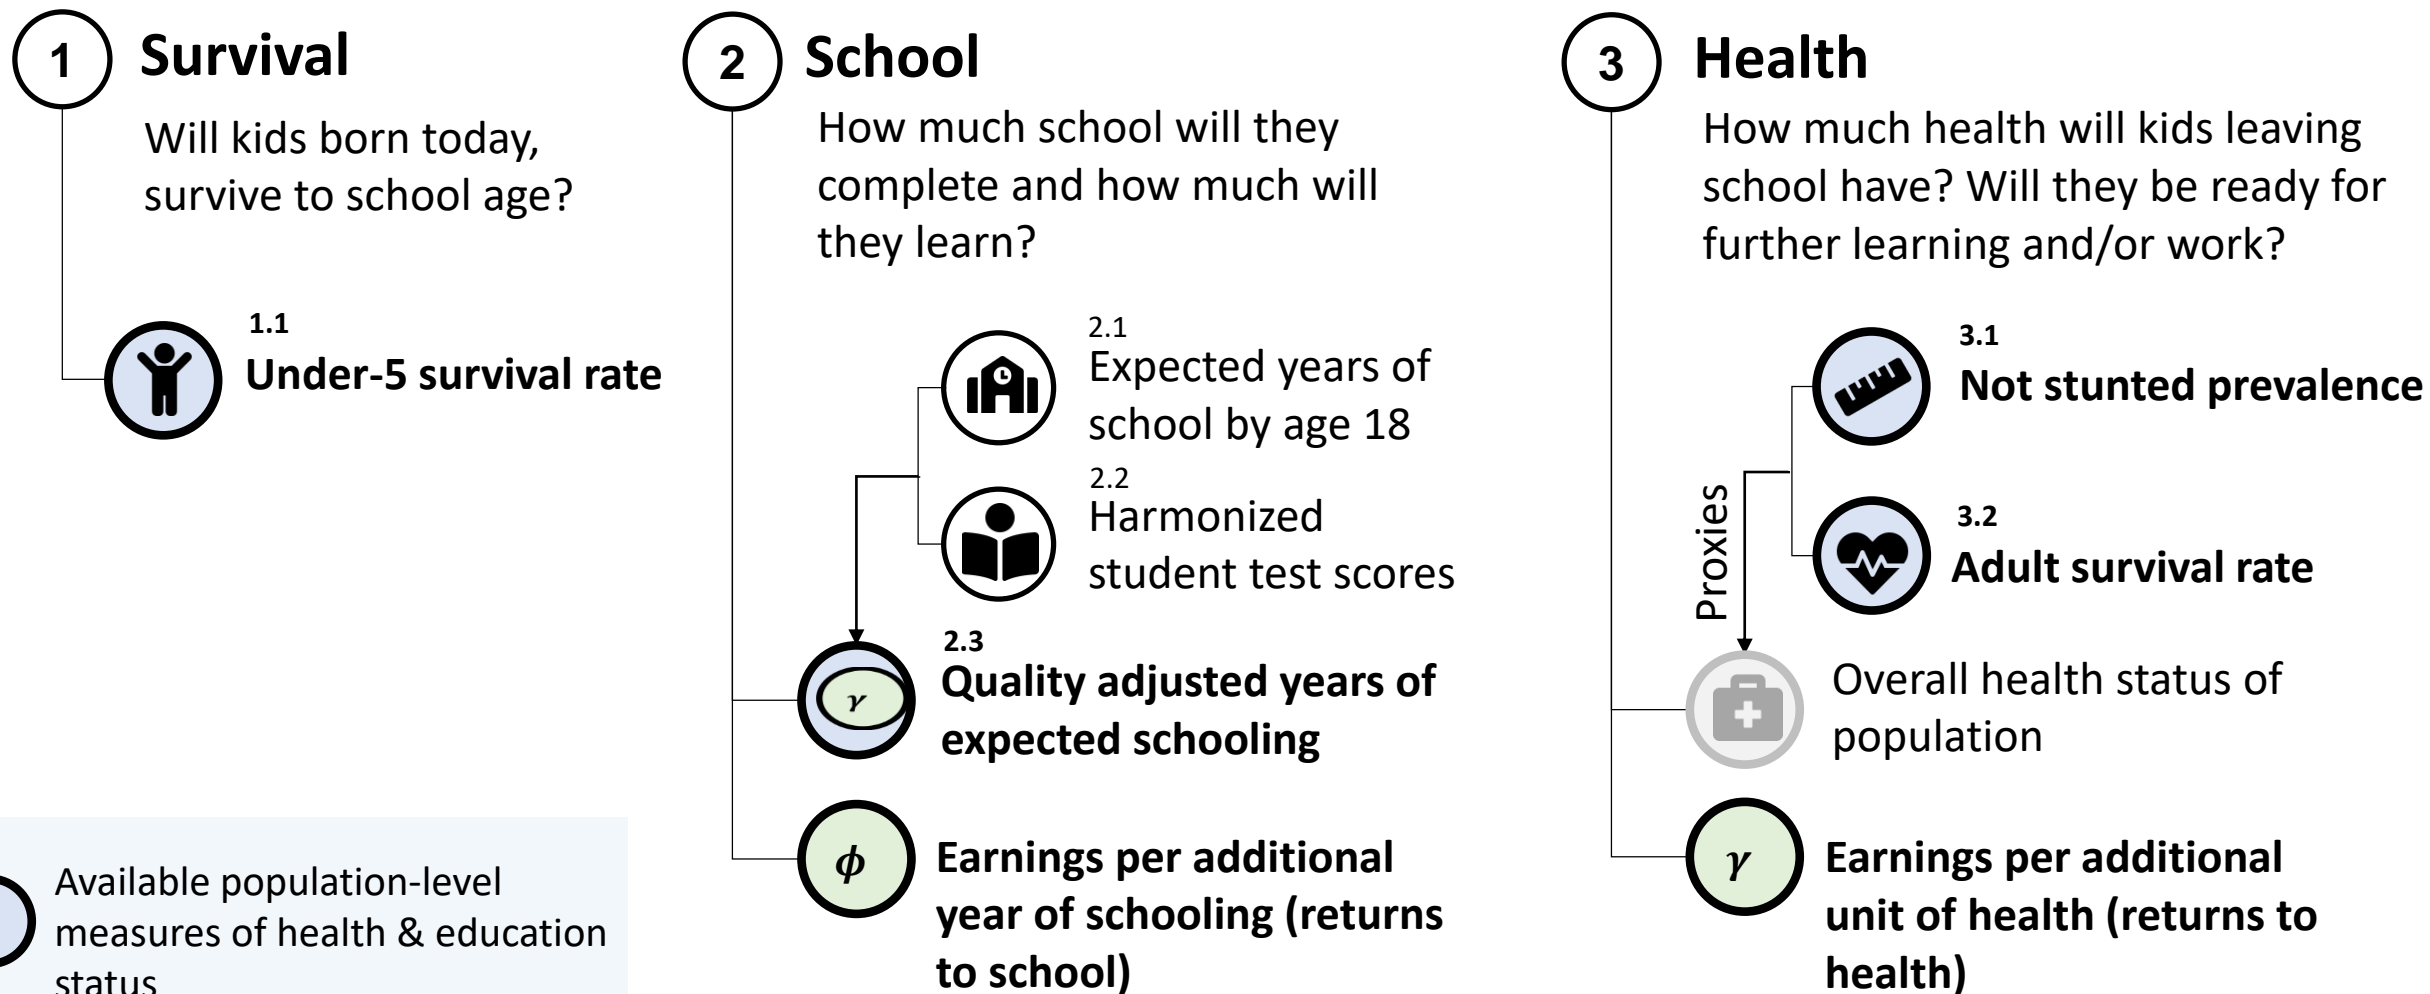 1
Survival
Will kids born today,
survive to school age?
1.1
Under-5 survival rate
2
School
How much school will they
complete and how much will
they learn?
2.1
Expected years of
school by age 18
2.2
Harmonized
student test scores
2.3
γ
Quality adjusted years of
expected schooling
ϕ
Earnings per additional
year of schooling (returns
to school)
3
Health
How much health will kids leaving
school have? Will they be ready for
further learning and/or work?
3.1
Not stunted prevalence
3.2
Adult survival rate
Proxies
Overall health status of
population
γ
Earnings per additional
unit of health (returns to
health)
Available population-level
measures of health & education
status